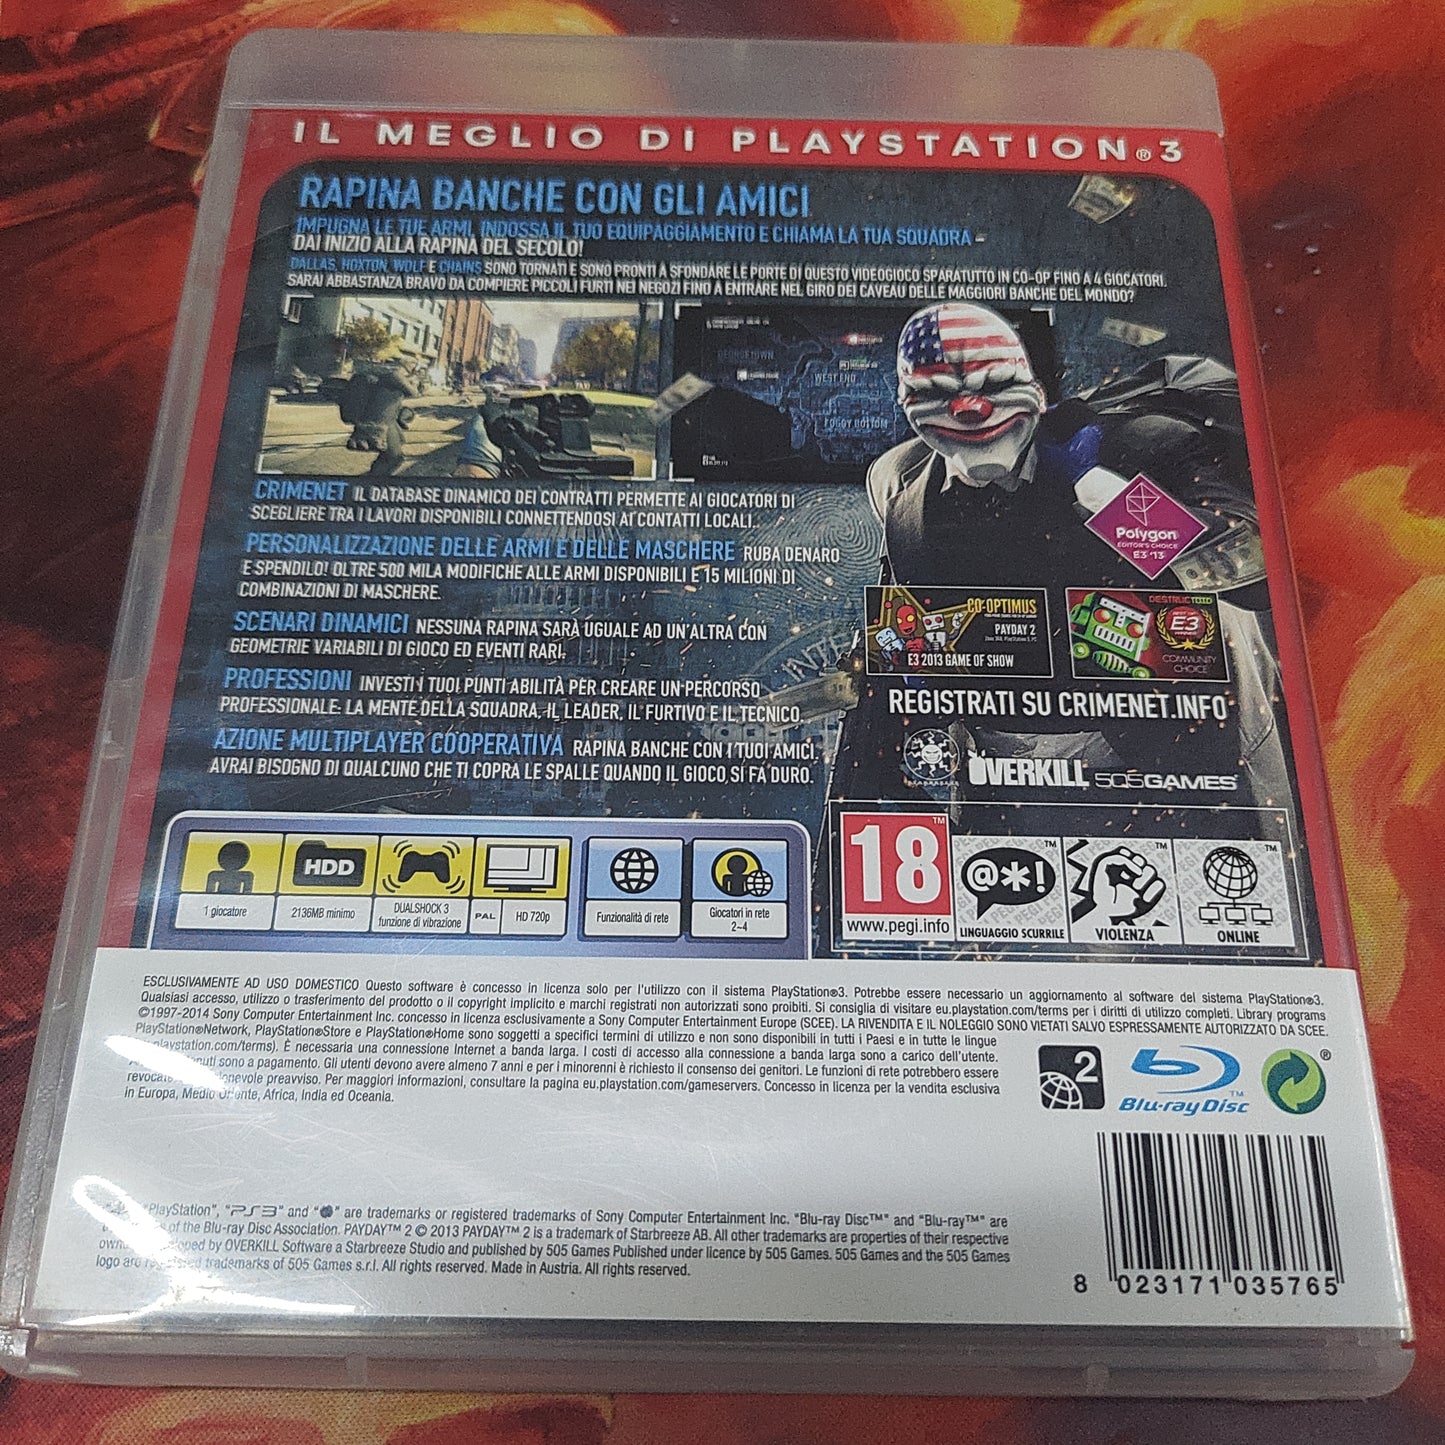 IL MEGLIO DI PLAYSTATION®3
RAPINA BANCHE CON GLI AMICI
IMPUGNA LE TUE ARMI, INDOSSA IL TUO EQUIPAGGIAMENTO E CHIAMA LA TUA SQUADRA –
DAI INIZIO ALLA RAPINA DEL SECOLO!
DALLAS, HOXTON, WOLF E CHAINS SONO TORNATI E SONO PRONTI A SFONDARE LE PORTE DI QUESTO VIDEOGIOCO SPARATUTTO IN CO-OP FINO A 4 GIOCATORI.
SARAI ABBASTANZA BRAVO DA COMPIERE PICCOLI FURTI NEI NEGOZI FINO A ENTRARE NEL GIRO DEI CAVEAU DELLE MAGGIORI BANCHE DEL MONDO?
GEORGETOWN
WEST END
FOGGY BOTTOM
CRIMENET IL DATABASE DINAMICO DEI CONTRATTI PERMETTE AI GIOCATORI DI
SCEGLIERE TRA I LAVORI DISPONIBILI CONNETTENDOSI AI CONTATTI LOCALI.
PERSONALIZZAZIONE DELLE ARMI E DELLE MASCHERE RUBA DENARO
E SPENDILO! OLTRE 500 MILA MODIFICHE ALLE ARMI DISPONIBILI E 15 MILIONI DI
COMBINAZIONI DI MASCHERE.
SCENARI DINAMICI NESSUNA RAPINA SARÀ UGUALE AD UN'ALTRA CON
GEOMETRIE VARIABILI DI GIOCO ED EVENTI RARI.
PROFESSIONI INVESTI I TUOI PUNTI ABILITÀ PER CREARE UN PERCORSO
PROFESSIONALE: LA MENTE DELLA SQUADRA, IL LEADER, IL FURTIVO E IL TECNICO.
AZIONE MULTIPLAYER COOPERATIVA RAPINA BANCHE CON I TUOI AMICI.
AVRAI BISOGNO DI QUALCUNO CHE TI COPRA LE SPALLE QUANDO IL GIOCO SI FA DURO.
Polygon
EDITOR'S CHOICE
E3 '13
CO-OPTIMUS
PAYDAY 2
Xbox 360, PlayStation 3, PC
E3 2013 GAME OF SHOW
DESTRUCTOID
E3
COMMUNITY
CHOICE
REGISTRATI SU CRIMENET.INFO
OVERKILL 505GAMES
1 giocatore
HDD
2136MB minimo
DUALSHOCK 3
funzione di vibrazione
PAL
HD 720p
Funzionalità di rete
Giocatori in rete
2–4
18™
www.pegi.info
@*!
LINGUAGGIO SCURRILE
VIOLENZA
ONLINE
ESCLUSIVAMENTE AD USO DOMESTICO Questo software è concesso in licenza solo per l'utilizzo con il sistema PlayStation®3. Potrebbe essere necessario un aggiornamento al software del sistema PlayStation®3.
Qualsiasi accesso, utilizzo o trasferimento del prodotto o il copyright implicito e marchi registrati non autorizzati sono proibiti. Si consiglia di visitare eu.playstation.com/terms per i diritti di utilizzo completi. Library programs
©1997-2014 Sony Computer Entertainment Inc. concesso in licenza esclusivamente a Sony Computer Entertainment Europe (SCEE). LA RIVENDITA E IL NOLEGGIO SONO VIETATI SALVO ESPRESSAMENTE AUTORIZZATO DA SCEE.
PlayStation®Network, PlayStation®Store e PlayStation®Home sono soggetti a specifici termini di utilizzo e non sono disponibili in tutti i Paesi e in tutte le lingue
playstation.com/terms). È necessaria una connessione Internet a banda larga. I costi di accesso alla connessione a banda larga sono a carico dell'utente.
sono a pagamento. Gli utenti devono avere almeno 7 anni e per i minorenni è richiesto il consenso dei genitori. Le funzioni di rete potrebbero essere
preavviso. Per maggiori informazioni, consultare la pagina eu.playstation.com/gameservers. Concesso in licenza per la vendita esclusiva
in Europa, Medio Oriente, Africa, India ed Oceania.
2
Blu-ray Disc™
®
"PlayStation", "PS3" and " " are trademarks or registered trademarks of Sony Computer Entertainment Inc. "Blu-ray Disc™" and "Blu-ray™" are
of the Blu-ray Disc Association. PAYDAY™ 2 © 2013 PAYDAY™ 2 is a trademark of Starbreeze AB. All other trademarks are properties of their respective
by OVERKILL Software a Starbreeze Studio and published by 505 Games Published under licence by 505 Games. 505 Games and the 505 Games
logo are trademarks of 505 Games s.r.l. All rights reserved. Made in Austria. All rights reserved.
8 023171 035765